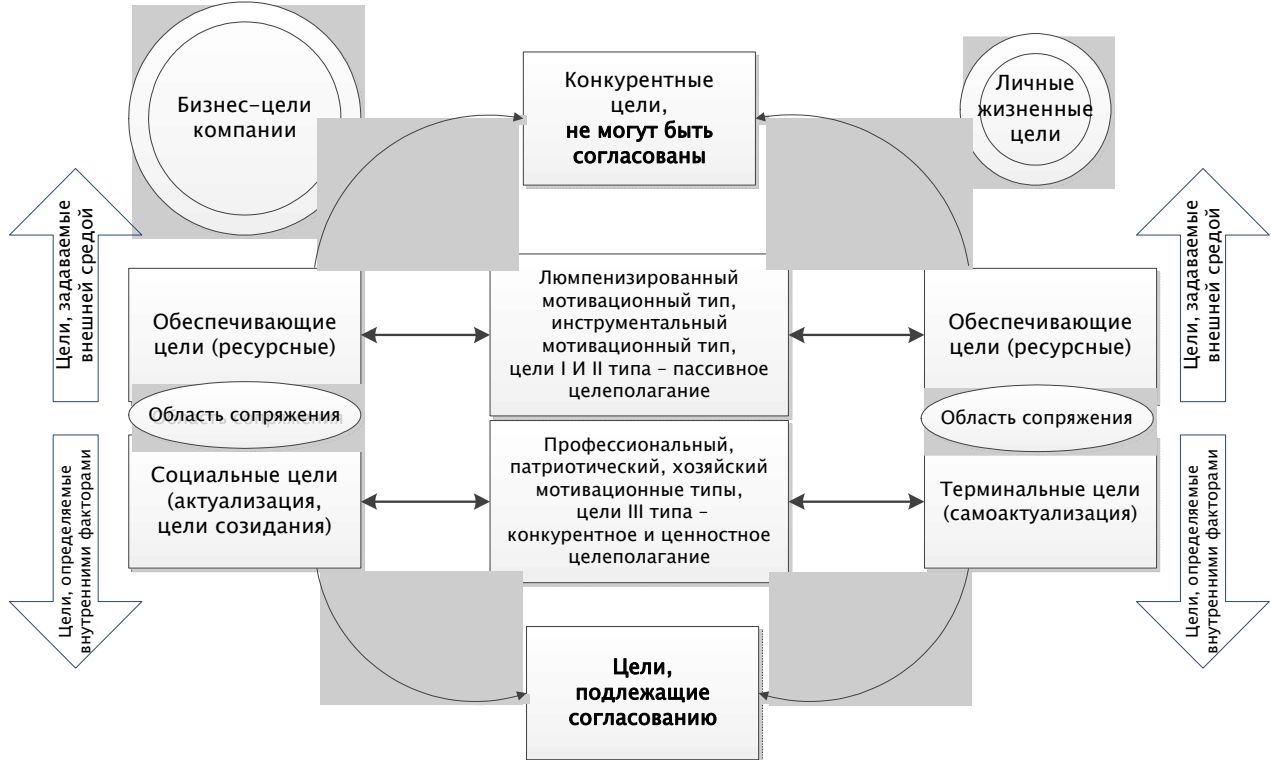 Бизнес-цели
компании
Конкурентные
цели,
не могут быть
согласованы
Личные
жизненные
цели
Цели, задаваемые
внешней средой
Обеспечивающие
цели (ресурсные)
Люмпенизированный
мотивационный тип,
инструментальный
мотивационный тип,
цели I И II типа – пассивное
целеполагание
Обеспечивающие
цели (ресурсные)
Цели, задаваемые
внешней средой
Область сопряжения
Область сопряжения
Цели, определяемые
внутренними факторами
Социальные цели
(актуализация,
цели созидания)
Профессиональный,
патриотический, хозяйский
мотивационные типы,
цели III типа –
конкурентное и ценностное
целеполагание
Терминальные цели
(самоактуализация)
Цели, определяемые
внутренними факторами
Цели,
подлежащие
согласованию